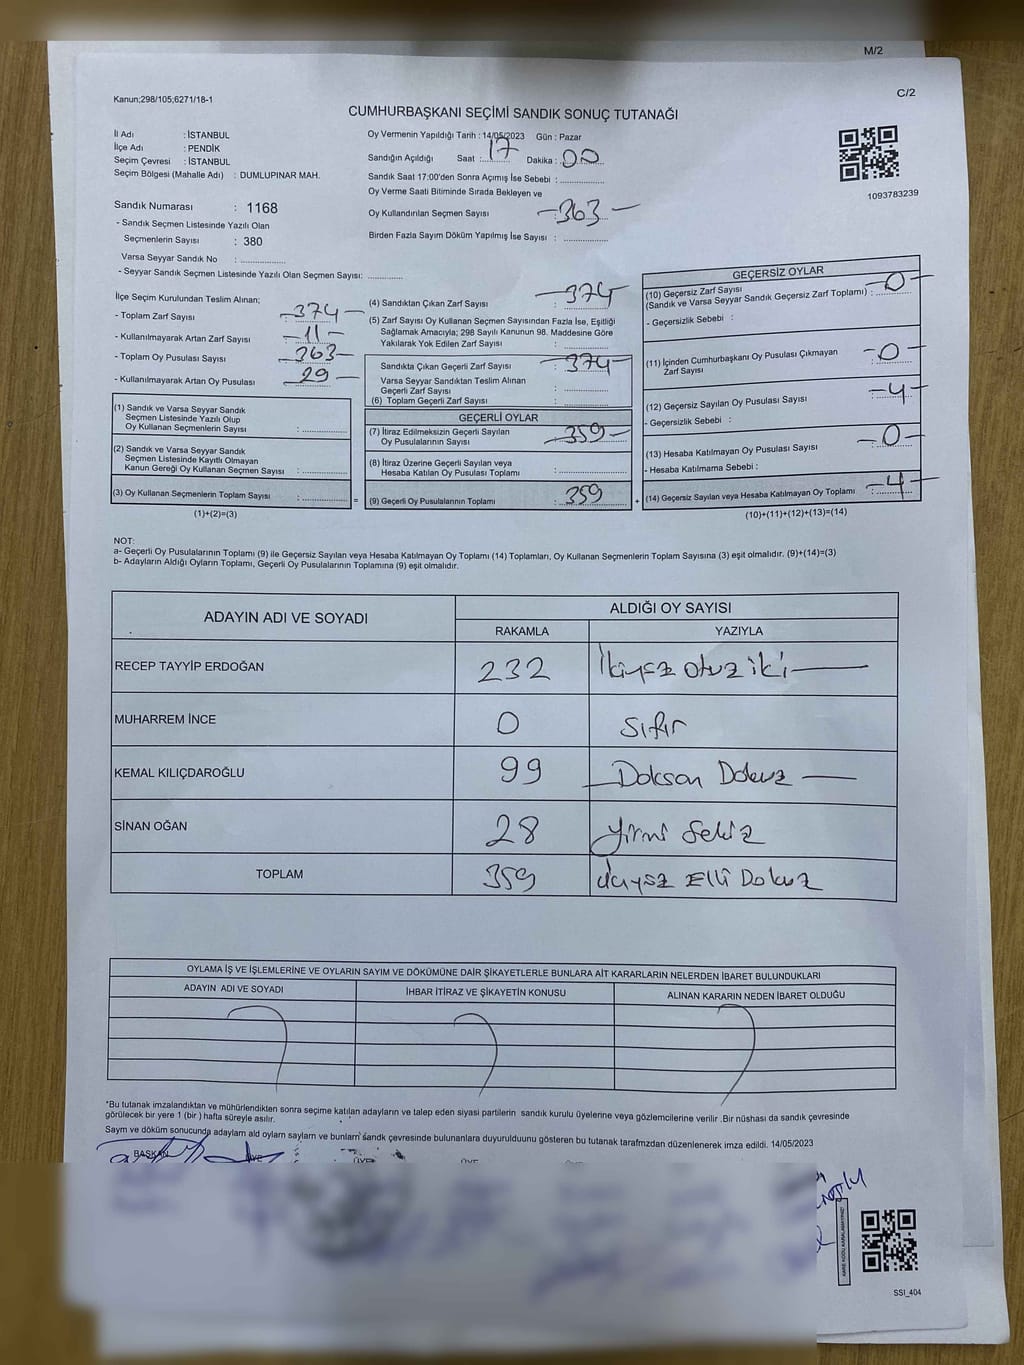 M/2
C/2
Kanun;298/105;6271/18-1
CUMHURBAŞKANI SEÇİMİ SANDIK SONUÇ TUTANAĞI
İl Adı : İSTANBUL
İlçe Adı : PENDİK
Seçim Çevresi : İSTANBUL
Seçim Bölgesi (Mahalle Adı) : DUMLUPINAR MAH.
Sandık Numarası : 1168
- Sandık Seçmen Listesinde Yazılı Olan
Seçmenlerin Sayısı : 380
Varsa Seyyar Sandık No :
- Seyyar Sandık Seçmen Listesinde Yazılı Olan Seçmen Sayısı:
Oy Vermenin Yapıldığı Tarih : 14/05/2023 Gün : Pazar
Sandığın Açıldığı Saat : 17 Dakika : 00
Sandık Saat 17:00'den Sonra Açmış İse Sebebi :
Oy Verme Saati Bitiminde Sırada Bekleyen ve
Oy Kullandırılan Seçmen Sayısı : 363
Birden Fazla Sayım Döküm Yapılmış İse Sayısı :
1093783239
İlçe Seçim Kurulundan Teslim Alınan;
- Toplam Zarf Sayısı : 374
- Kullanılmayarak Artan Zarf Sayısı : 11
- Toplam Oy Pusulası Sayısı : 363
- Kullanılmayarak Artan Oy Pusulası : 29
(1) Sandık ve Varsa Seyyar Sandık
Seçmen Listesinde Yazılı Olup
Oy Kullanan Seçmenlerin Sayısı :
(2) Sandık ve Varsa Seyyar Sandık
Seçmen Listesinde Kayıtlı Olmayan
Kanun Gereği Oy Kullanan Seçmen Sayısı :
(3) Oy Kullanan Seçmenlerin Toplam Sayısı : =
(1)+(2)=(3)
(4) Sandıktan Çıkan Zarf Sayısı : 374
(5) Zarf Sayısı Oy Kullanan Seçmen Sayısından Fazla İse, Eşitliği
Sağlamak Amacıyla; 298 Sayılı Kanunun 98. Maddesine Göre
Yakılarak Yok Edilen Zarf Sayısı :
Sandıkta Çıkan Geçerli Zarf Sayısı : 374
Varsa Seyyar Sandıktan Teslim Alınan
Geçerli Zarf Sayısı :
(6) Toplam Geçerli Zarf Sayısı :
GEÇERLİ OYLAR
(7) İtiraz Edilmeksizin Geçerli Sayılan
Oy Pusulalarının Sayısı : 359
(8) İtiraz Üzerine Geçerli Sayılan veya
Hesaba Katılan Oy Pusulası Toplamı :
(9) Geçerli Oy Pusulalarının Toplamı : 359 +
GEÇERSİZ OYLAR
(10) Geçersiz Zarf Sayısı
(Sandık ve Varsa Seyyar Sandık Geçersiz Zarf Toplamı) : 0
- Geçersizlik Sebebi :
(11) İçinden Cumhurbaşkanı Oy Pusulası Çıkmayan
Zarf Sayısı : 0
(12) Geçersiz Sayılan Oy Pusulası Sayısı : 4
- Geçersizlik Sebebi :
(13) Hesaba Katılmayan Oy Pusulası Sayısı : 0
- Hesaba Katılmama Sebebi :
(14) Geçersiz Sayılan veya Hesaba Katılmayan Oy Toplamı : 4
(10)+(11)+(12)+(13)=(14)
NOT:
a- Geçerli Oy Pusulalarının Toplamı (9) ile Geçersiz Sayılan veya Hesaba Katılmayan Oy Toplamı (14) Toplamları, Oy Kullanan Seçmenlerin Toplam Sayısına (3) eşit olmalıdır. (9)+(14)=(3)
b- Adayların Aldığı Oyların Toplamı, Geçerli Oy Pusulalarının Toplamına (9) eşit olmalıdır.
ADAYIN ADI VE SOYADI ALDIĞI OY SAYISI
RAKAMLA YAZIYLA
RECEP TAYYİP ERDOĞAN 232 İkiyüz otuz iki
MUHARREM İNCE 0 Sıfır
KEMAL KILIÇDAROĞLU 99 Doksan Dokuz
SİNAN OĞAN 28 Yirmi Sekiz
TOPLAM 359 üçyüz Elli Dokuz
OYLAMA İŞ VE İŞLEMLERİNE VE OYLARIN SAYIM VE DÖKÜMÜNE DAİR ŞİKAYETLERLE BUNLARA AİT KARARLARIN NELERDEN İBARET BULUNDUKLARI
ADAYIN ADI VE SOYADI İHBAR İTİRAZ VE ŞİKAYETİN KONUSU ALINAN KARARIN NEDEN İBARET OLDUĞU
*Bu tutanak imzalandıktan ve mühürlendikten sonra seçime katılan adayların ve talep eden siyasi partilerin sandık kurulu üyelerine veya gözlemcilerine verilir .Bir nüshası da sandık çevresinde
görülecek bir yere 1 (bir ) hafta süreyle asılır.
Sayım ve döküm sonucunda adaylam ald oylam saylam ve bunlam sandk çevresinde bulunanlara duyurulduunu gösteren bu tutanak tarafmzdan düzenlenerek imza edildi. 14/05/2023
BAŞKAN ÜYE ÜYE ÜYE ÜYE
SSI_404